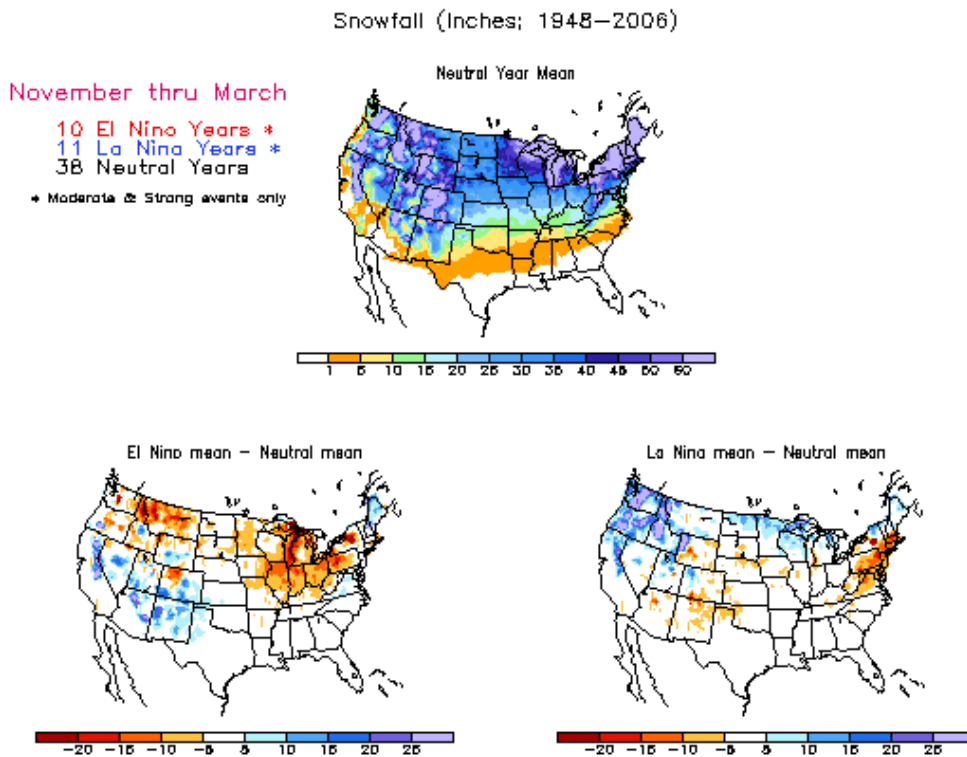 Snowfall (Inches; 1948-2006)
Neutral Year Mean
November thru March
10 El Nino Years *
11 La Nina Years *
38 Neutral Years
* Moderate & Strong events only
1 5 10 15 20 25 30 35 40 45 50 60
El Nino mean - Neutral mean
La Nina mean - Neutral mean
-20 -15 -10 -5 5 10 15 20 25
-20 -15 -10 -5 5 10 15 20 25